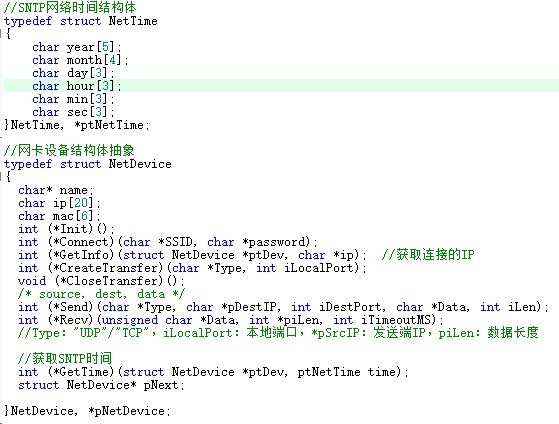 //SNTP网络时间结构体
typedef struct NetTime
{
    char year[5];
    char month[4];
    char day[3];
    char hour[3];
    char min[3];
    char sec[3];
}NetTime, *ptNetTime;

//网卡设备结构体抽象
typedef struct NetDevice
{
  char* name;
  char ip[20];
  char mac[6];
  int (*Init)();
  int (*Connect)(char *SSID, char *password);
  int (*GetInfo)(struct NetDevice *ptDev, char *ip);  //获取连接的IP
  int (*CreateTransfer)(char *Type, int iLocalPort);
  void (*CloseTransfer)();
  /* source, dest, data */
  int (*Send)(char *Type, char *pDestIP, int iDestPort, char *Data, int iLen);
  int (*Recv)(unsigned char *Data, int *piLen, int iTimeoutMS);
  //Type："UDP"/"TCP"，iLocalPort：本地端口，*pSrcIP：发送端IP，piLen：数据长度

  //获取SNTP时间
  int (*GetTime)(struct NetDevice *ptDev, ptNetTime time);
  struct NetDevice* pNext;

}NetDevice, *pNetDevice;